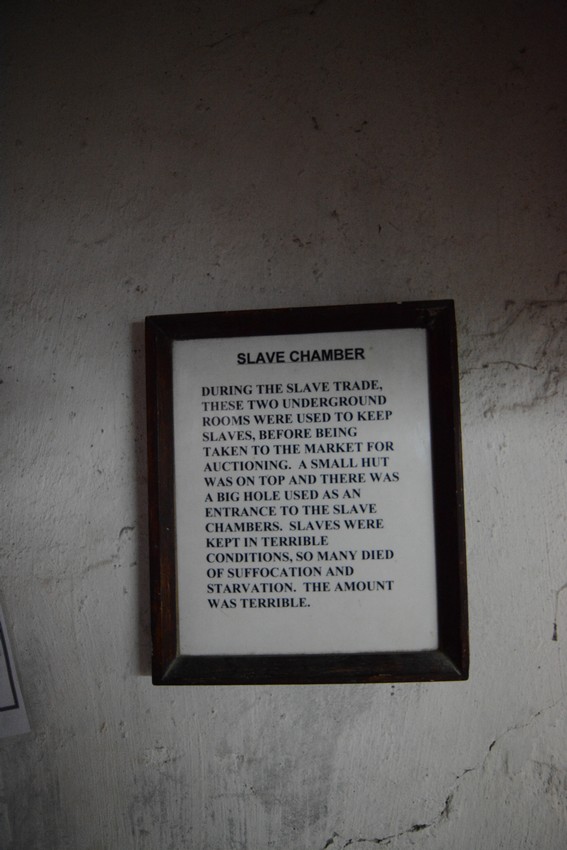 SLAVE CHAMBER
DURING THE SLAVE TRADE,
THESE TWO UNDERGROUND
ROOMS WERE USED TO KEEP
SLAVES, BEFORE BEING
TAKEN TO THE MARKET FOR
AUCTIONING. A SMALL HUT
WAS ON TOP AND THERE WAS
A BIG HOLE USED AS AN
ENTRANCE TO THE SLAVE
CHAMBERS. SLAVES WERE
KEPT IN TERRIBLE
CONDITIONS, SO MANY DIED
OF SUFFOCATION AND
STARVATION. THE AMOUNT
WAS TERRIBLE.